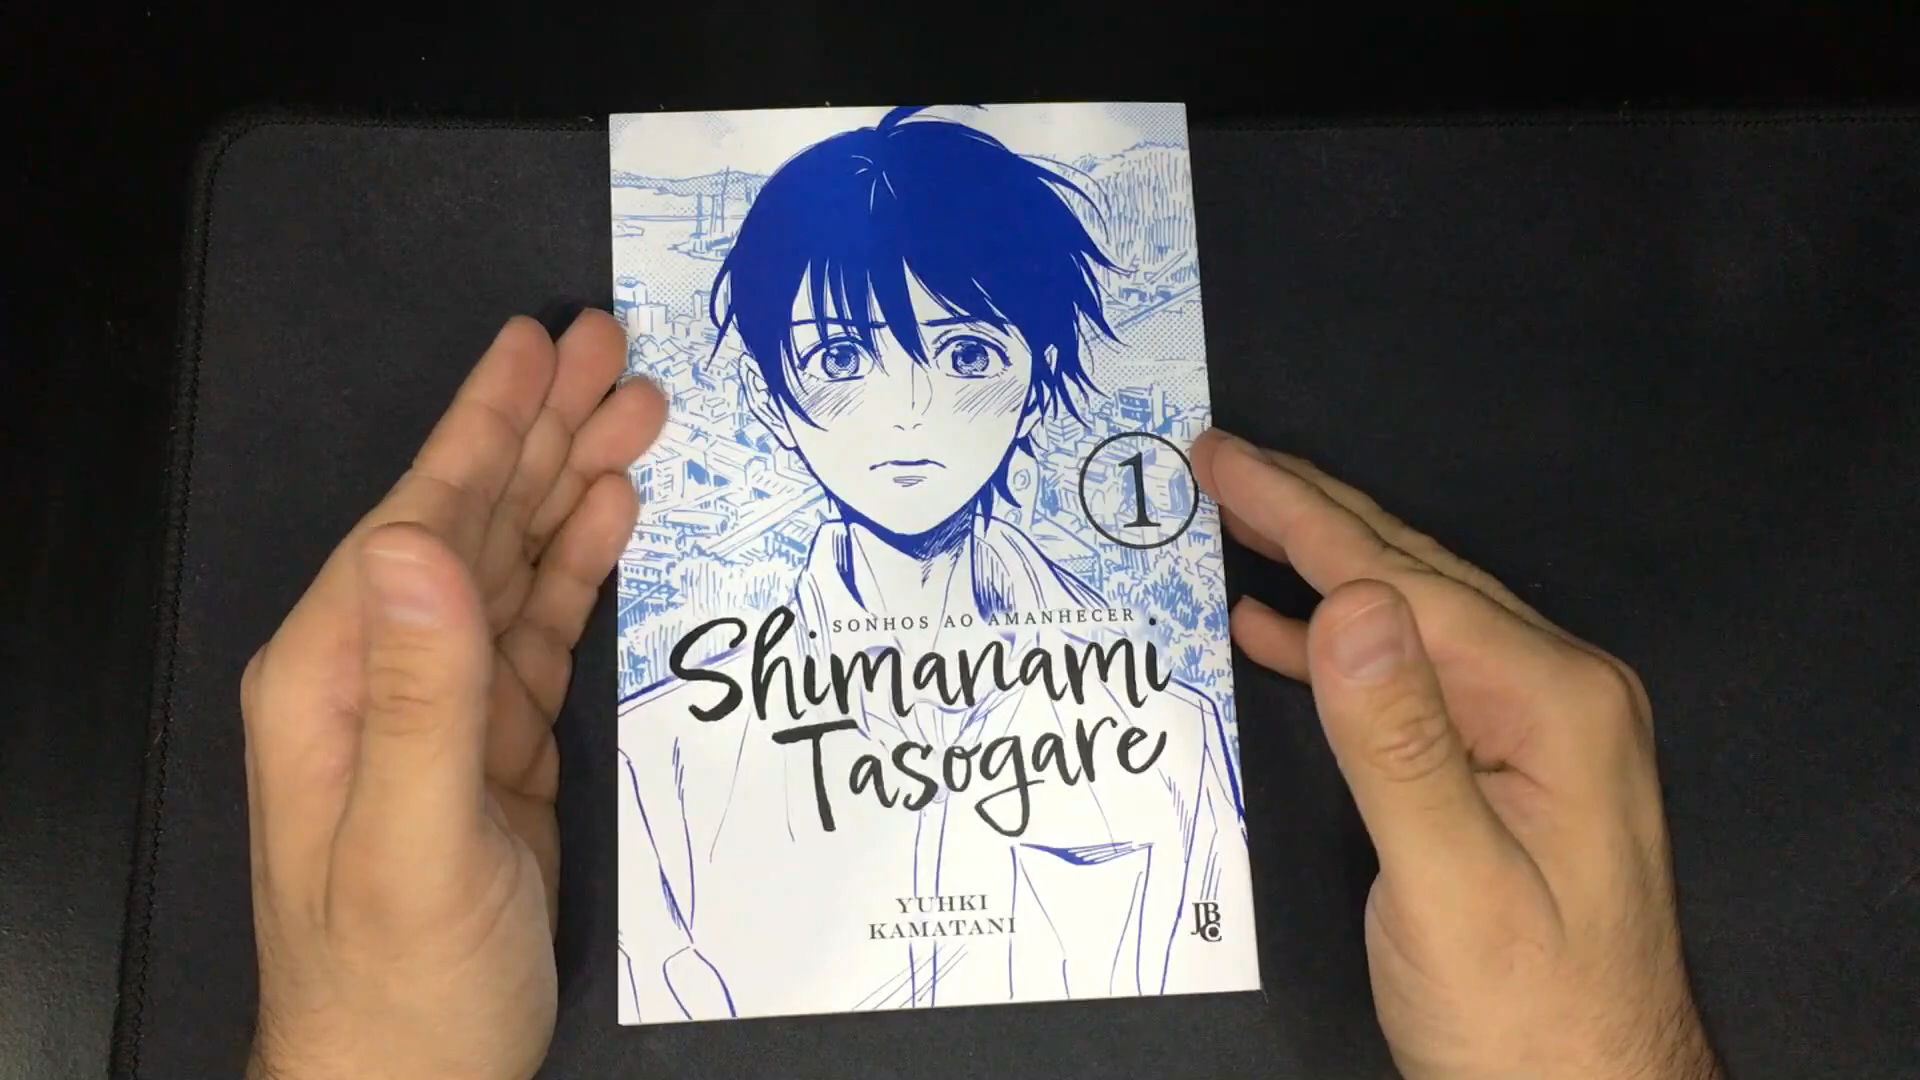 1
SONHOS AO AMANHECER
Shimanami
Tasogare
YUHKI
KAMATANI
JBC